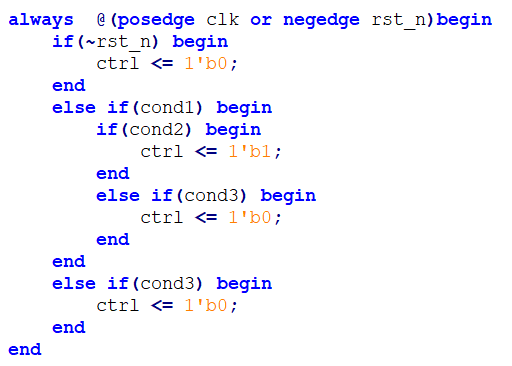 always  @(posedge clk or negedge rst_n)begin
    if(~rst_n) begin
        ctrl <= 1'b0;
    end
    else if(cond1) begin
        if(cond2) begin
            ctrl <= 1'b1;
        end
        else if(cond3) begin
            ctrl <= 1'b0;
        end
    end
    else if(cond3) begin
        ctrl <= 1'b0;
    end
end